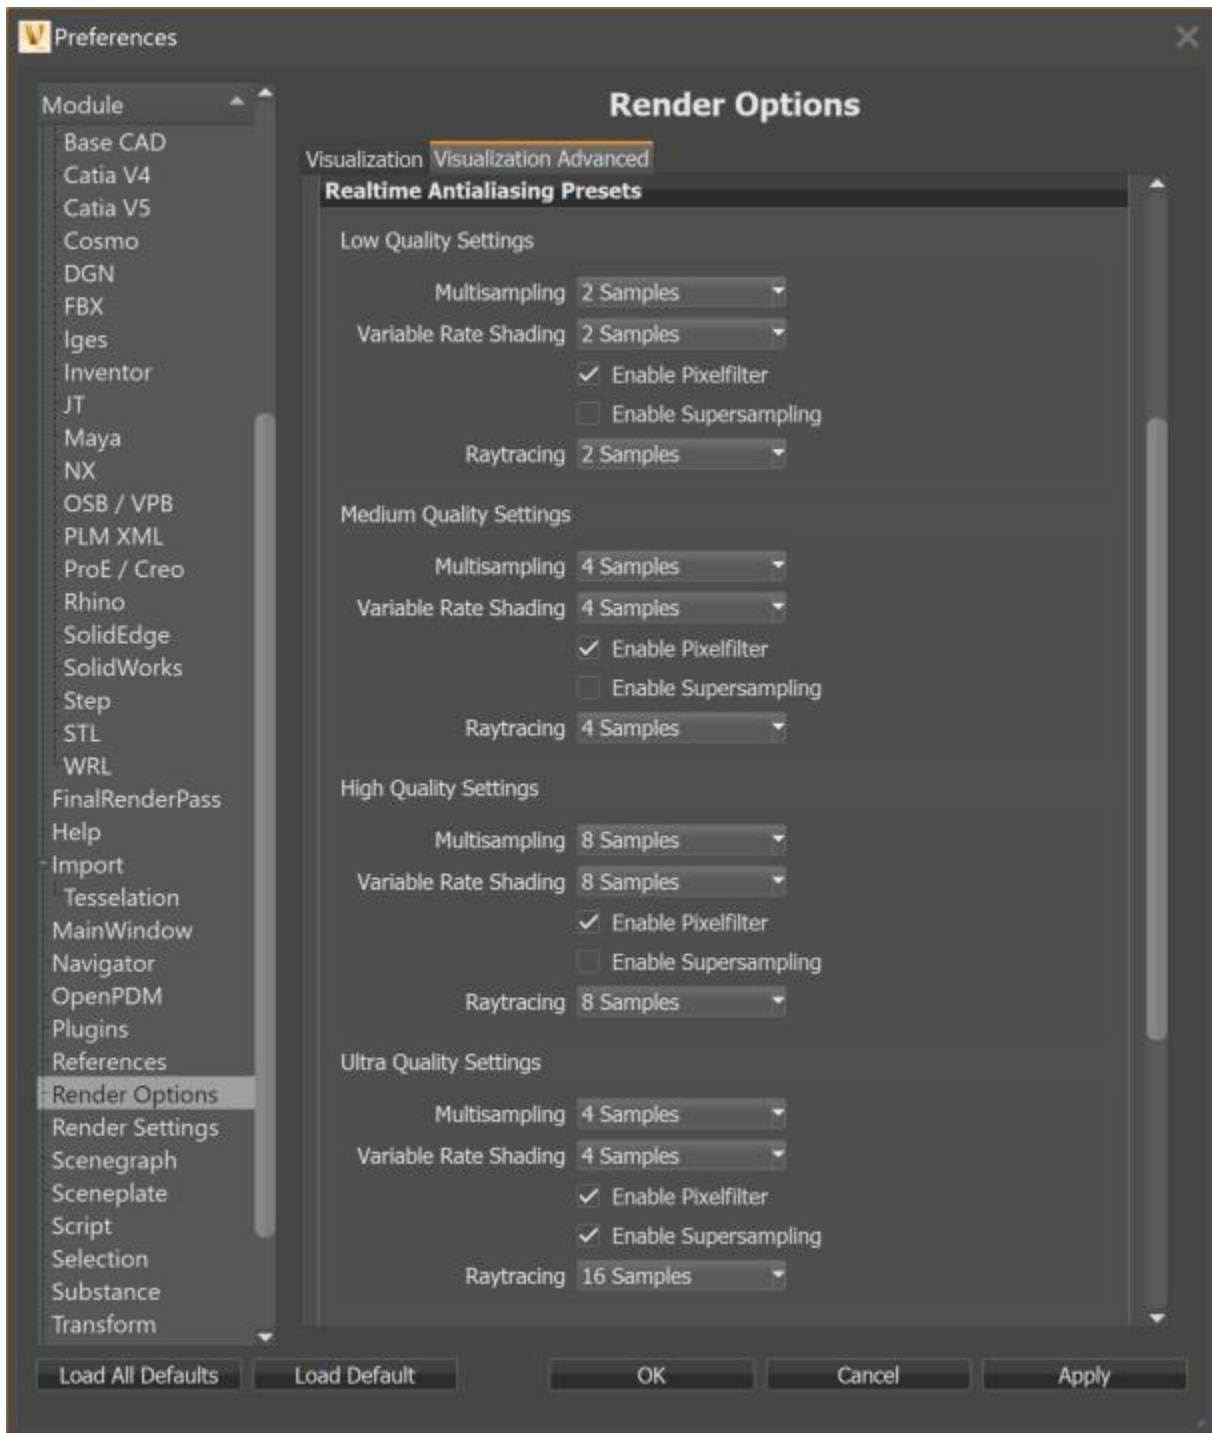 Preferences
Module
Base CAD
Catia V4
Catia V5
Cosmo
DGN
FBX
Iges
Inventor
JT
Maya
NX
OSB / VPB
PLM XML
ProE / Creo
Rhino
SolidEdge
SolidWorks
Step
STL
WRL
FinalRenderPass
Help
Import
Tesselation
MainWindow
Navigator
OpenPDM
Plugins
References
Render Options
Render Settings
Scenegraph
Sceneplate
Script
Selection
Substance
Transform
Render Options
Visualization Visualization Advanced
Realtime Antialiasing Presets
Low Quality Settings
Multisampling 2 Samples
Variable Rate Shading 2 Samples
Enable Pixelfilter
Enable Supersampling
Raytracing 2 Samples
Medium Quality Settings
Multisampling 4 Samples
Variable Rate Shading 4 Samples
Enable Pixelfilter
Enable Supersampling
Raytracing 4 Samples
High Quality Settings
Multisampling 8 Samples
Variable Rate Shading 8 Samples
Enable Pixelfilter
Enable Supersampling
Raytracing 8 Samples
Ultra Quality Settings
Multisampling 4 Samples
Variable Rate Shading 4 Samples
Enable Pixelfilter
Enable Supersampling
Raytracing 16 Samples
Load All Defaults Load Default OK Cancel Apply